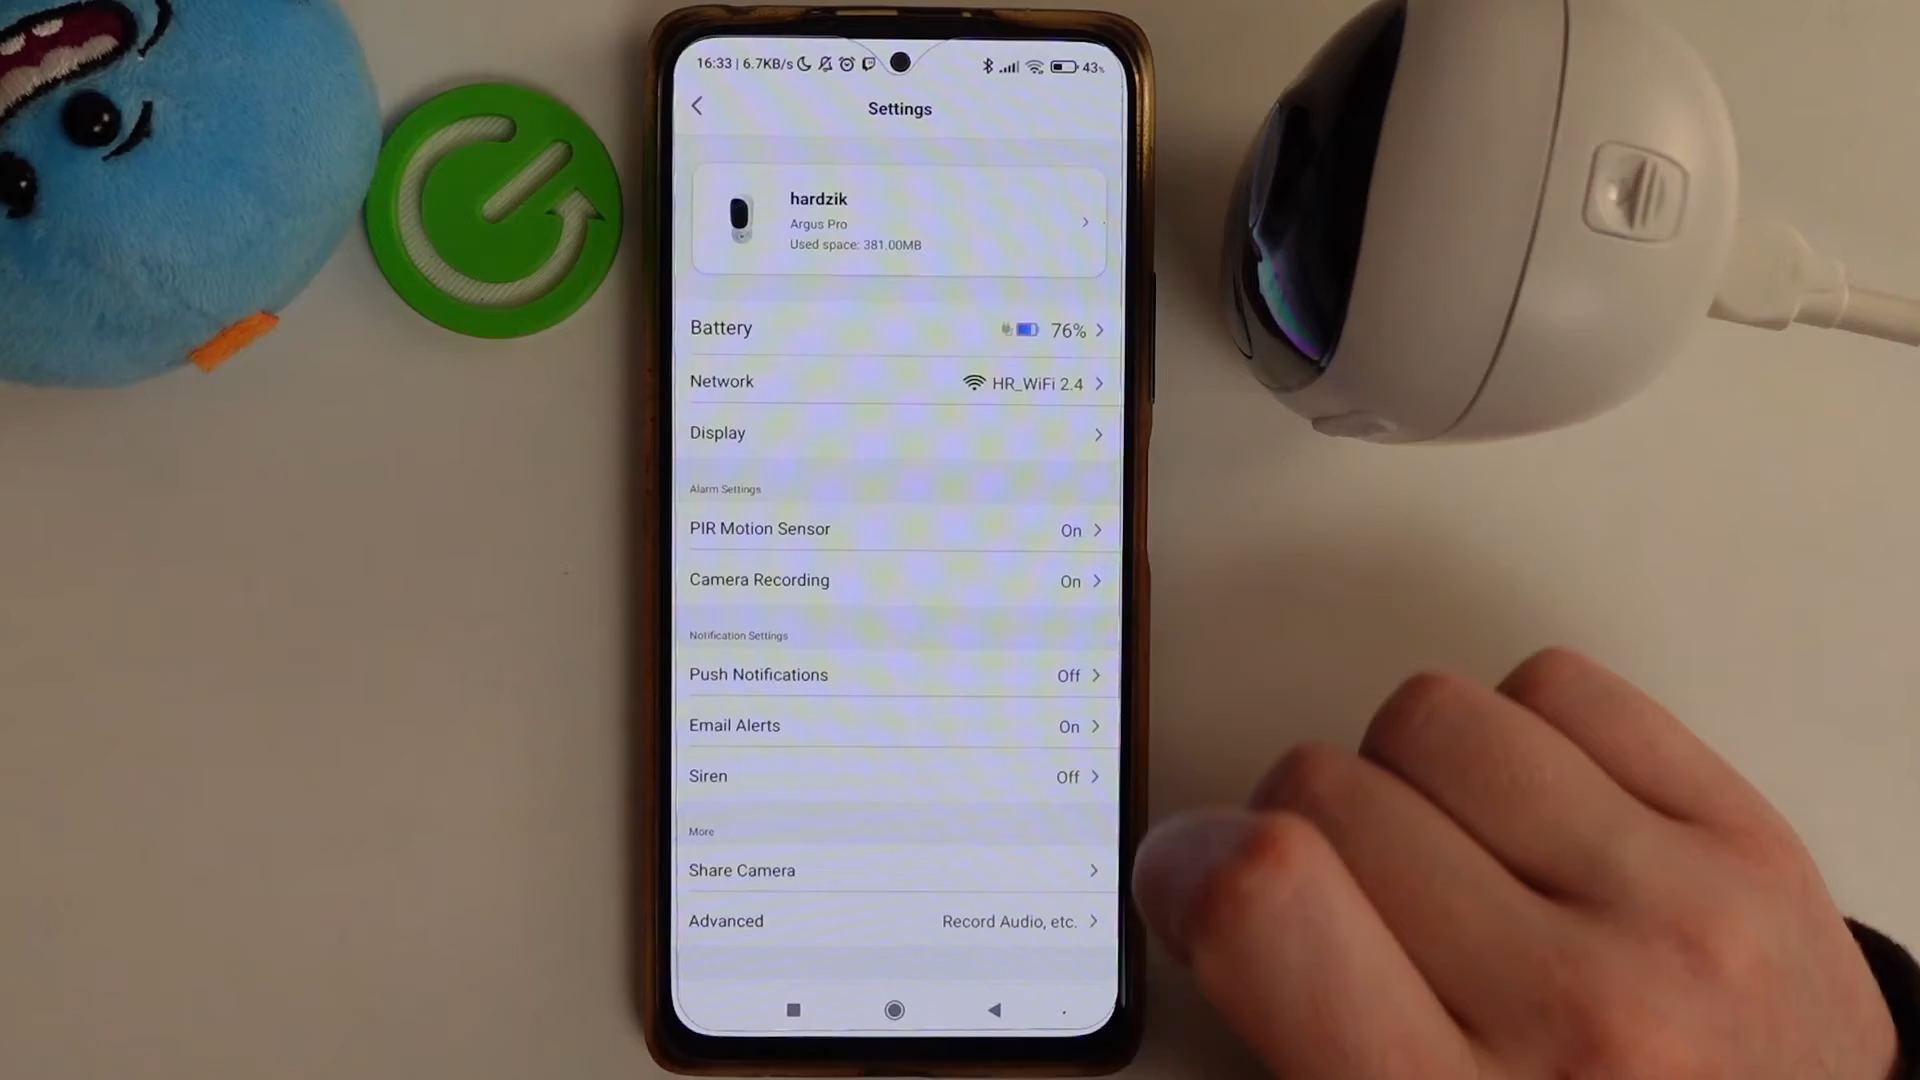 16:33 | 6.7KB/s
43%
Settings
hardzik
Argus Pro
Used space: 381.00MB
Battery 76%
Network HR_WiFi 2.4
Display
Alarm Settings
PIR Motion Sensor On
Camera Recording On
Notification Settings
Push Notifications Off
Email Alerts On
Siren Off
More
Share Camera
Advanced Record Audio, etc.